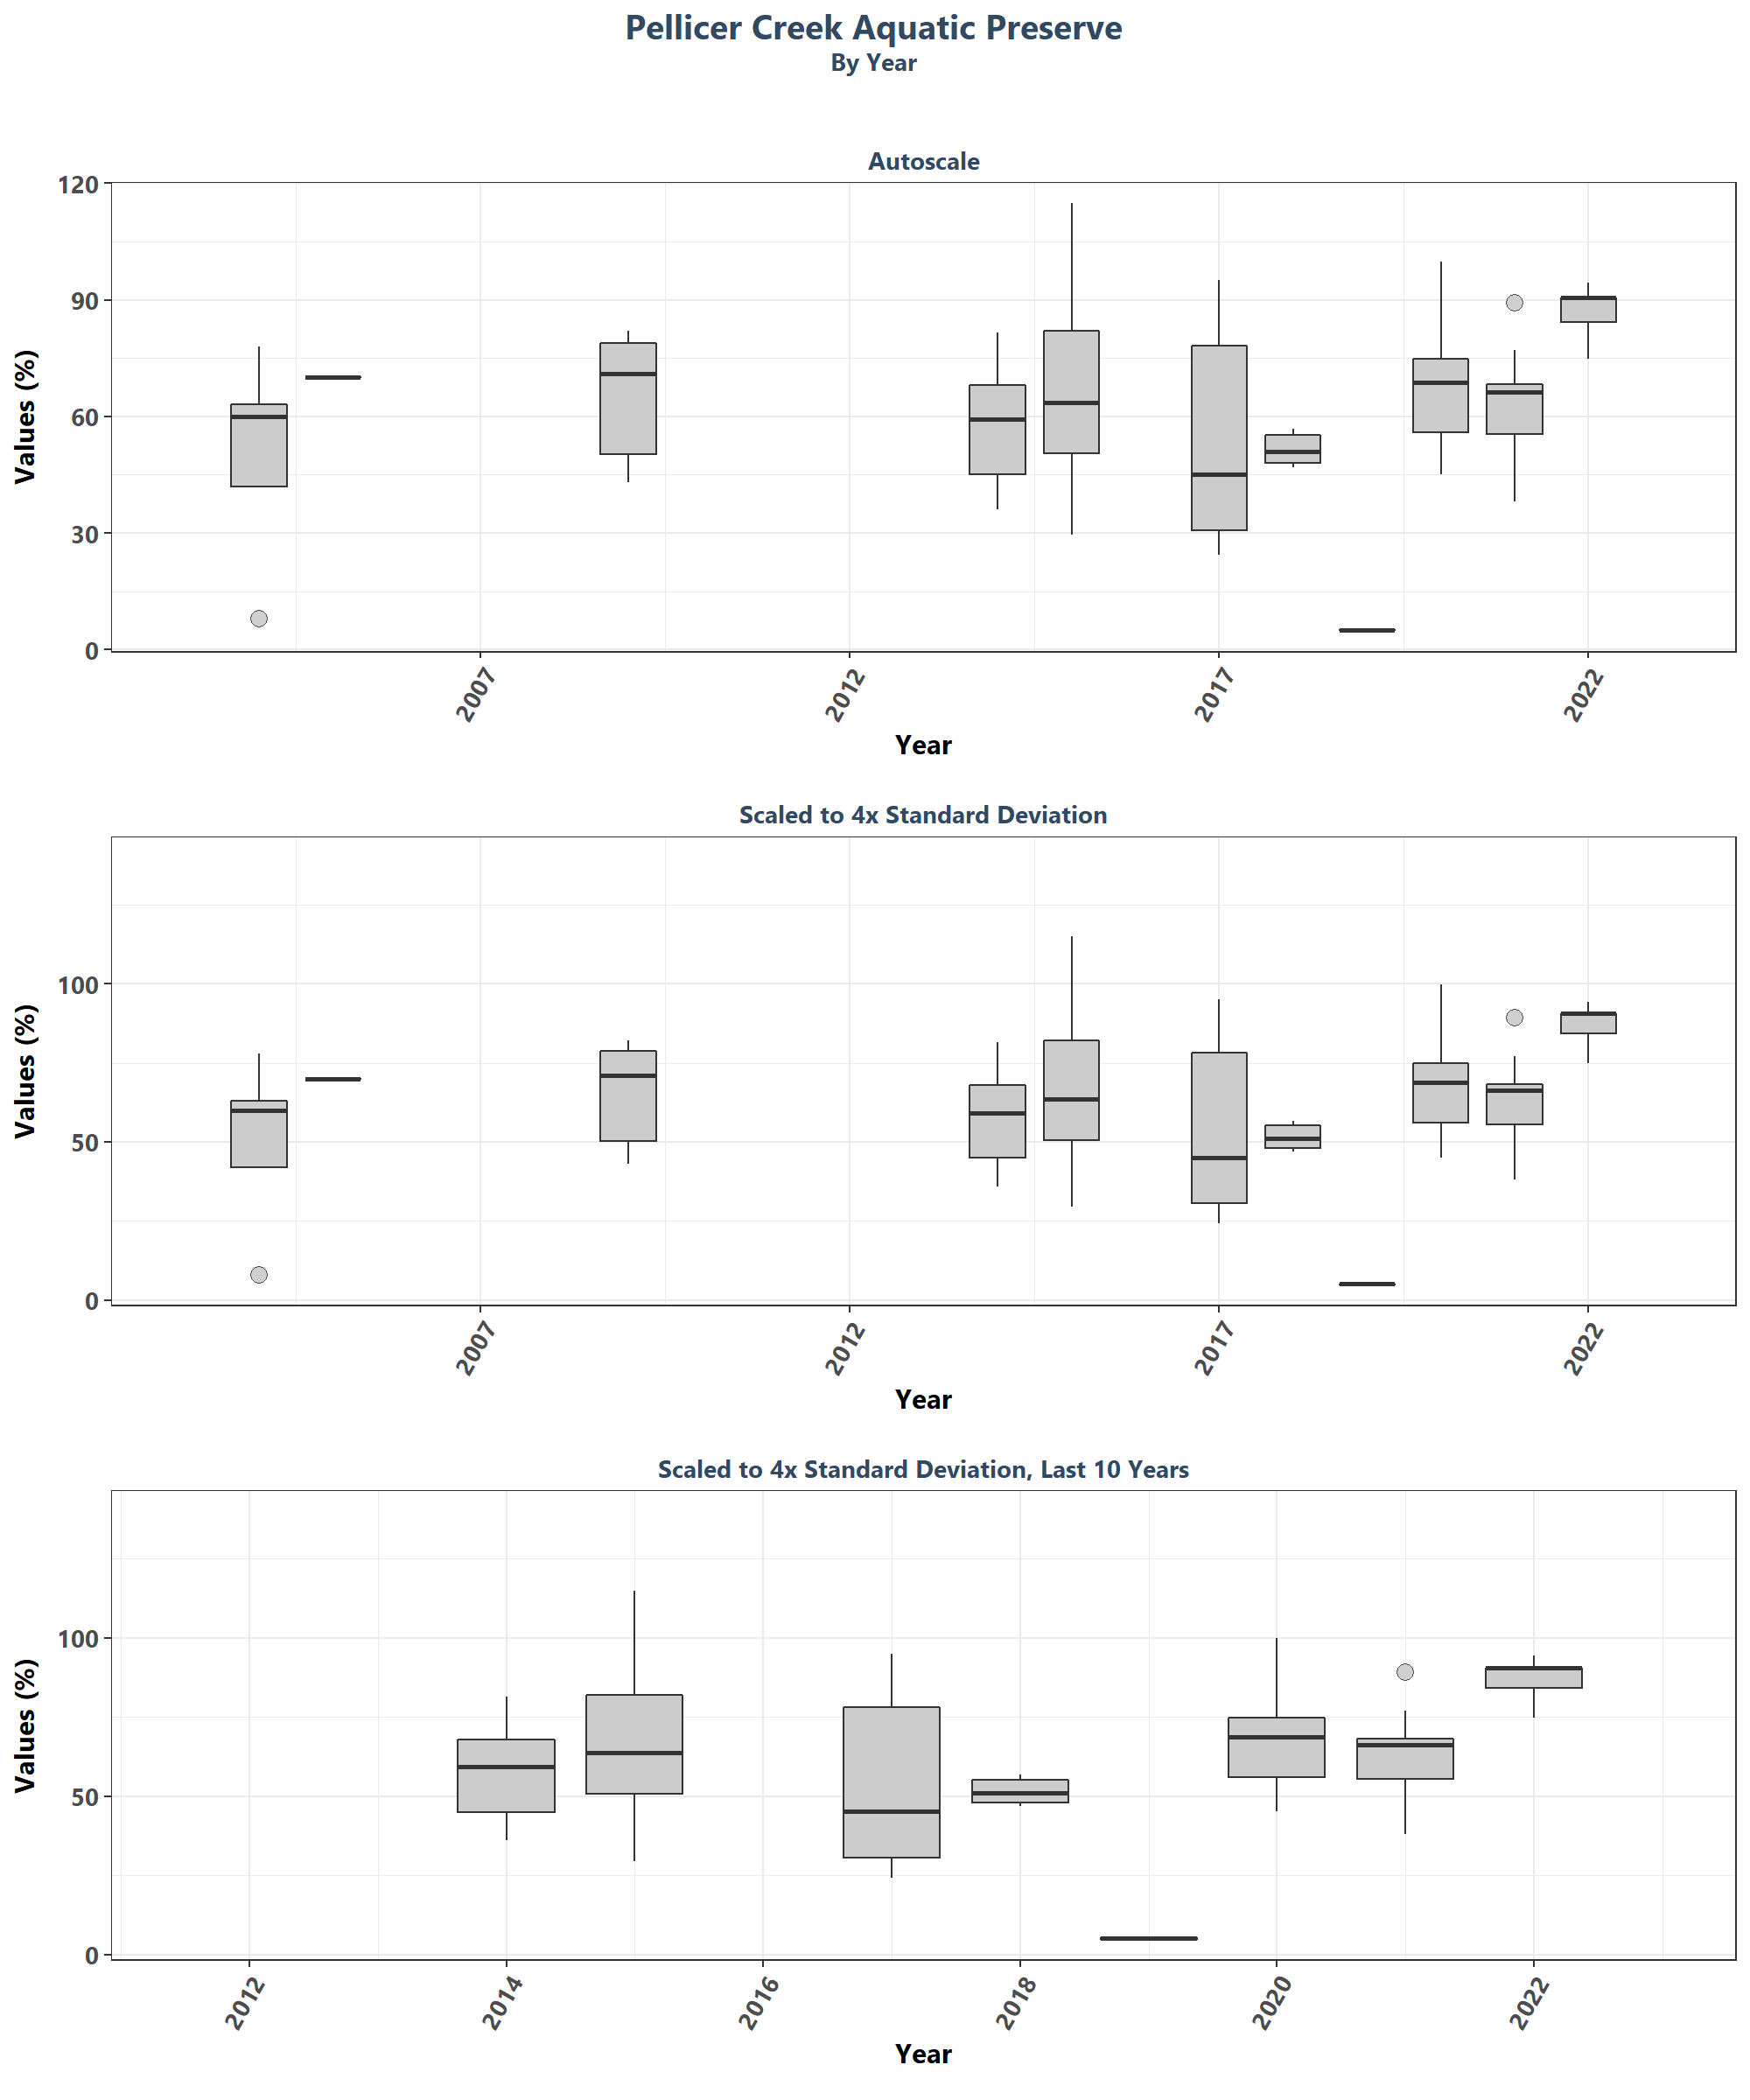 Pellicer Creek Aquatic Preserve
By Year
Autoscale
Values (%)
120
90
60
30
0
2007
2012
2017
2022
Year
Scaled to 4x Standard Deviation
Values (%)
100
50
0
2007
2012
2017
2022
Year
Scaled to 4x Standard Deviation, Last 10 Years
Values (%)
100
50
0
2012
2014
2016
2018
2020
2022
Year